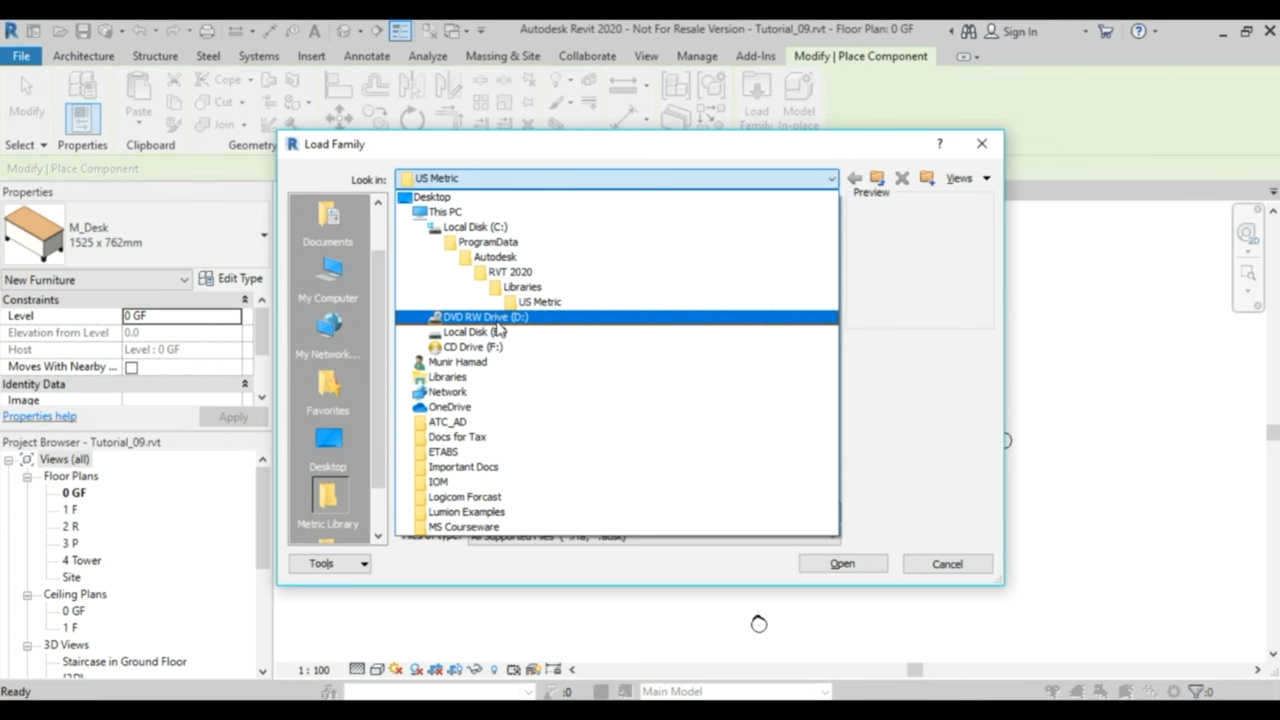 Autodesk Revit 2020 - Not For Resale Version - Tutorial_09.rvt - Floor Plan: 0 GF
Sign In
File Architecture Structure Steel Systems Insert Annotate Analyze Massing & Site Collaborate View Manage Add-Ins Modify | Place Component
Modify
Paste
Cope
Cut
Join
Load Family
Model In-place
Select Properties Clipboard Geometry
Modify | Place Component
Properties
M_Desk
1525 x 762mm
New Furniture Edit Type
Constraints
Level 0 GF
Elevation from Level 0.0
Host Level : 0 GF
Moves With Nearby ...
Identity Data
Image
Properties help Apply
Project Browser - Tutorial_09.rvt
Views (all)
Floor Plans
0 GF
1 F
2 R
3 P
4 Tower
Site
Ceiling Plans
0 GF
1 F
3D Views
Staircase in Ground Floor
Load Family
Look in: US Metric
Views
Preview
Documents
My Computer
My Network...
Favorites
Desktop
Metric Library
Desktop
This PC
Local Disk (C:)
ProgramData
Autodesk
RVT 2020
Libraries
US Metric
DVD RW Drive (D:)
Local Disk
CD Drive (F:)
Munir Hamad
Libraries
Network
OneDrive
ATC_AD
Docs for Tax
ETABS
Important Docs
IOM
Logicom Forcast
Lumion Examples
MS Courseware
Tools Open Cancel
1 : 100
Ready :0 Main Model :0